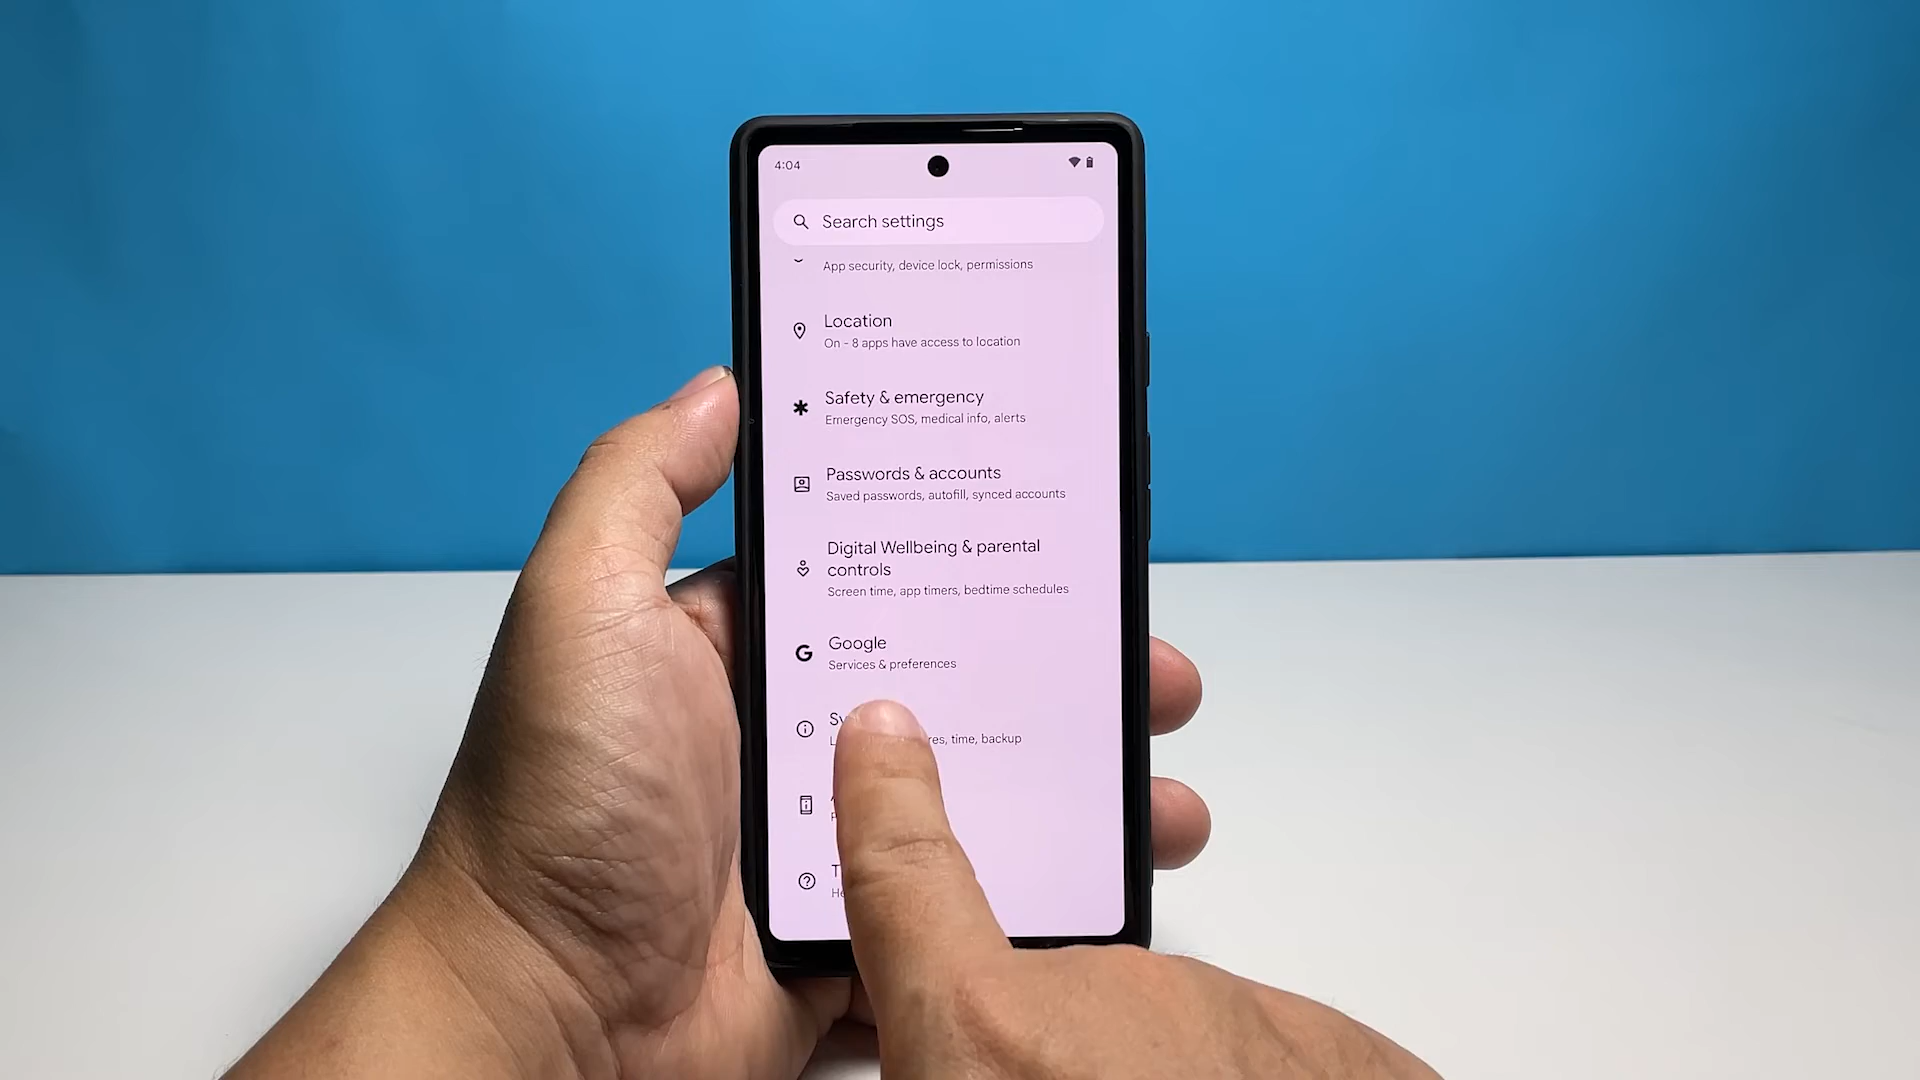 4:04
Search settings
App security, device lock, permissions
Location
On - 8 apps have access to location
Safety & emergency
Emergency SOS, medical info, alerts
Passwords & accounts
Saved passwords, autofill, synced accounts
Digital Wellbeing & parental
controls
Screen time, app timers, bedtime schedules
Google
Services & preferences
time, backup